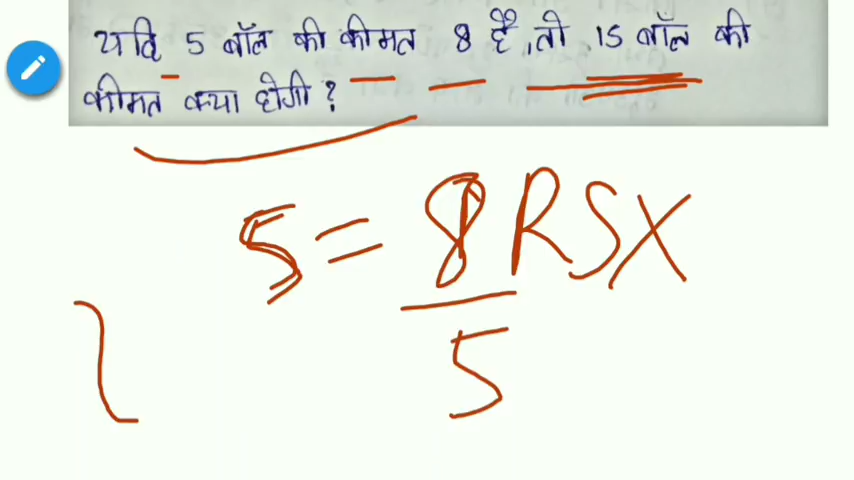 यदि 5 बॉल की कीमत 8 है, तो 15 बॉल की
कीमत क्या होगी ?
5 = 8 RS X
5